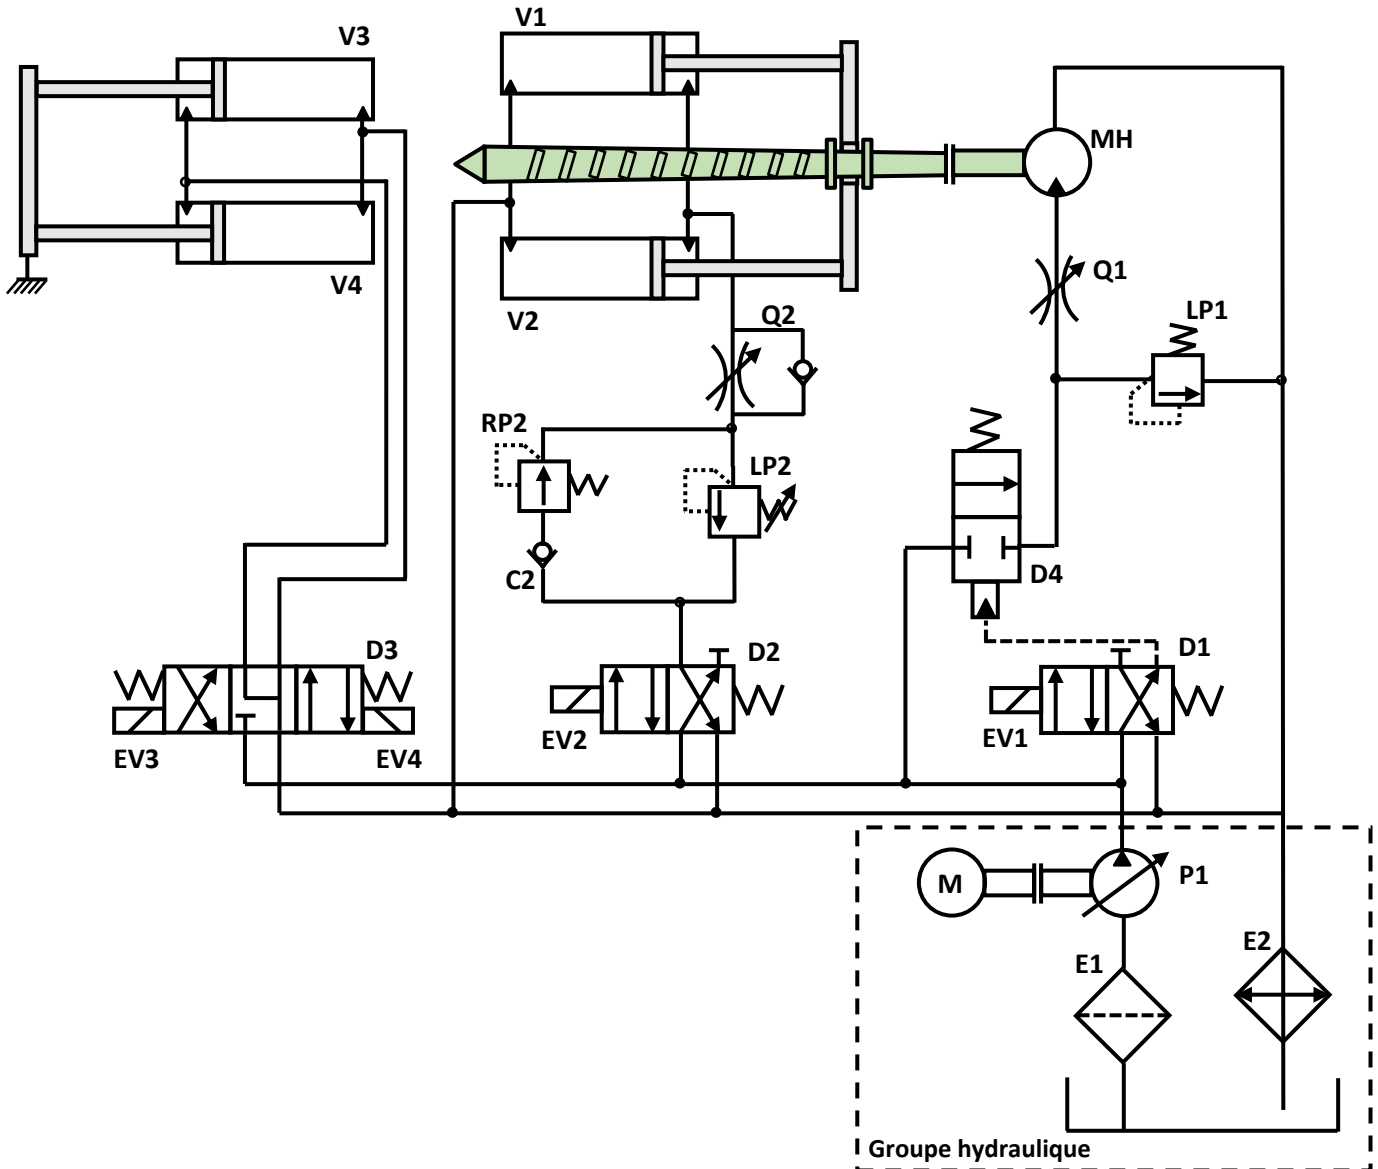 V1
V3
MH
Q1
LP1
V4
V2
Q2
RP2
LP2
C2
D4
D3
D2
D1
EV3
EV4
EV2
EV1
M
P1
E1
E2
Groupe hydraulique